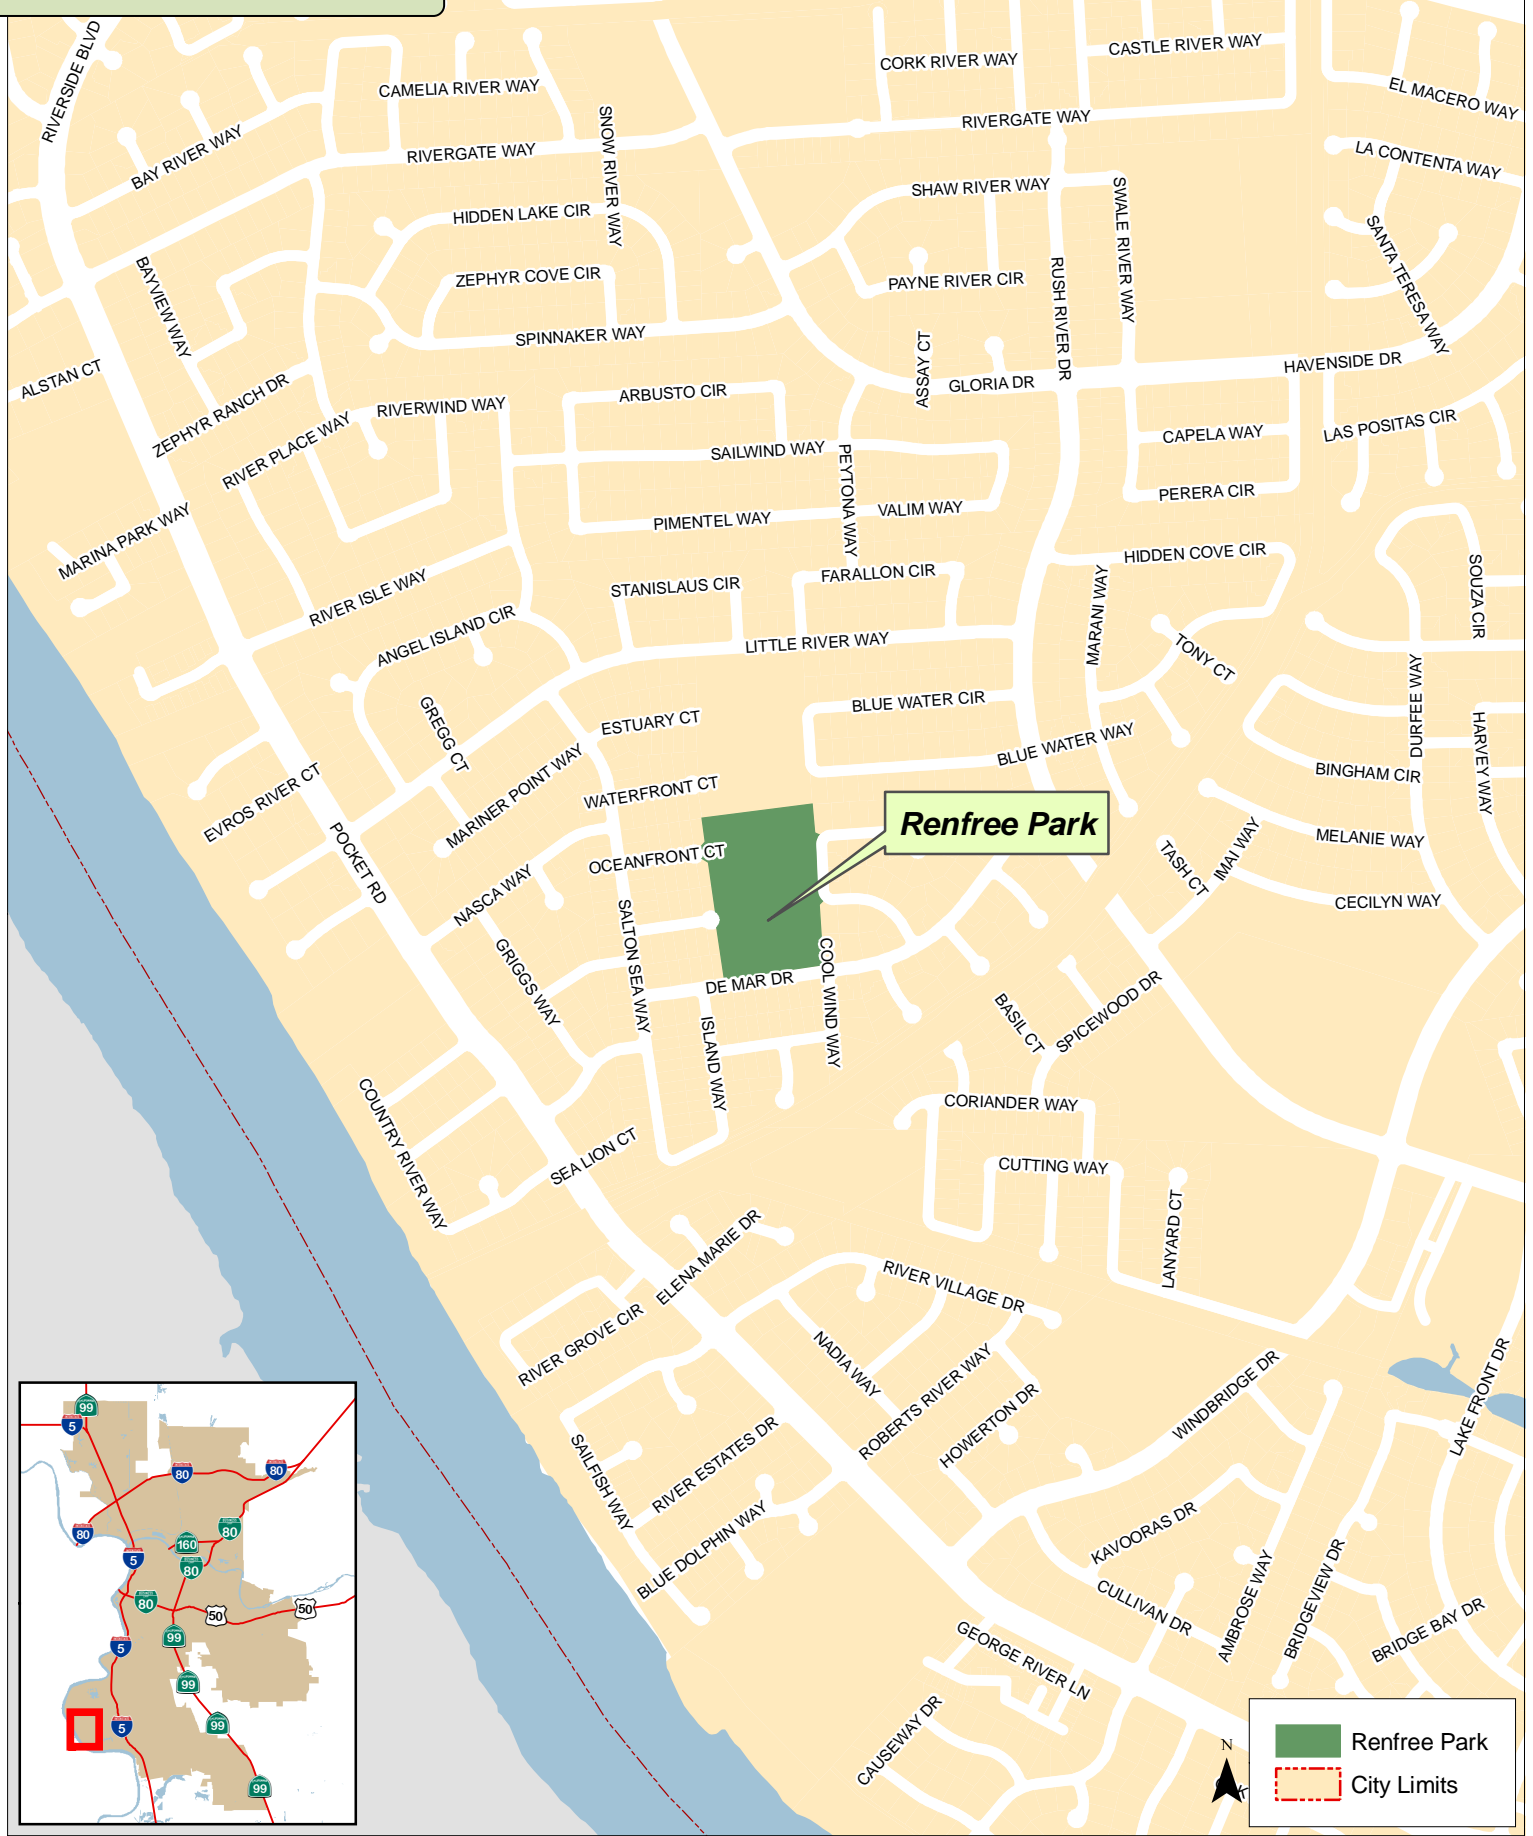 RIVERSIDE BLVD
CAMELIA RIVER WAY
CORK RIVER WAY
CASTLE RIVER WAY
EL MACERO WAY
BAY RIVER WAY
RIVERGATE WAY
SNOW RIVER WAY
RIVERGATE WAY
LA CONTENTA WAY
HIDDEN LAKE CIR
SHAW RIVER WAY
SWALE RIVER WAY
SANTA TERESA WAY
BAYVIEW WAY
ZEPHYR COVE CIR
PAYNE RIVER CIR
RUSH RIVER DR
SPINNAKER WAY
ASSAY CT
GLORIA DR
HAVENSIDE DR
ALSTAN CT
ZEPHYR RANCH DR
RIVER PLACE WAY
RIVERWIND WAY
ARBUSTO CIR
SAILWIND WAY
PEYTONA WAY
CAPELA WAY
LAS POSITAS CIR
PERERA CIR
MARINA PARK WAY
PIMENTEL WAY
VALIM WAY
HIDDEN COVE CIR
SOUZA CIR
RIVER ISLE WAY
STANISLAUS CIR
FARALLON CIR
MARANI WAY
ANGEL ISLAND CIR
LITTLE RIVER WAY
TONY CT
DURFEE WAY
GREGG CT
ESTUARY CT
BLUE WATER CIR
BLUE WATER WAY
HARVEY WAY
MARINER POINT WAY
BINGHAM CIR
EVROS RIVER CT
WATERFRONT CT
Renfree Park
POCKET RD
OCEANFRONT CT
MELANIE WAY
TASH CT
IMAI WAY
NASCA WAY
CECILYN WAY
SALTON SEA WAY
GRIGGS WAY
DE MAR DR
COOL WIND WAY
BASIL CT
SPICEWOOD DR
ISLAND WAY
COUNTRY RIVER WAY
CORIANDER WAY
SEA LION CT
CUTTING WAY
LANYARD CT
ELENA MARIE DR
RIVER VILLAGE DR
RIVER GROVE CIR
NADIA WAY
ROBERTS RIVER WAY
HOWERTON DR
WINDBRIDGE DR
LAKE FRONT DR
SAILFISH WAY
RIVER ESTATES DR
BLUE DOLPHIN WAY
KAVOORAS DR
CULLIVAN DR
AMBROSE WAY
BRIDGEVIEW DR
BRIDGE BAY DR
GEORGE RIVER LN
CAUSEWAY DR
99
5
80
80
80
80
160
5
80
80
50
50
99
5
99
99
5
99
N
Renfree Park
City Limits